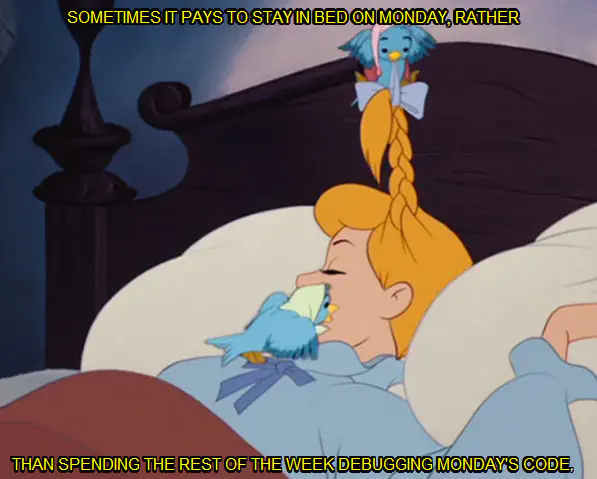 SOMETIMES IT PAYS TO STAY IN BED ON MONDAY, RATHER
THAN SPENDING THE REST OF THE WEEK DEBUGGING MONDAY'S CODE.